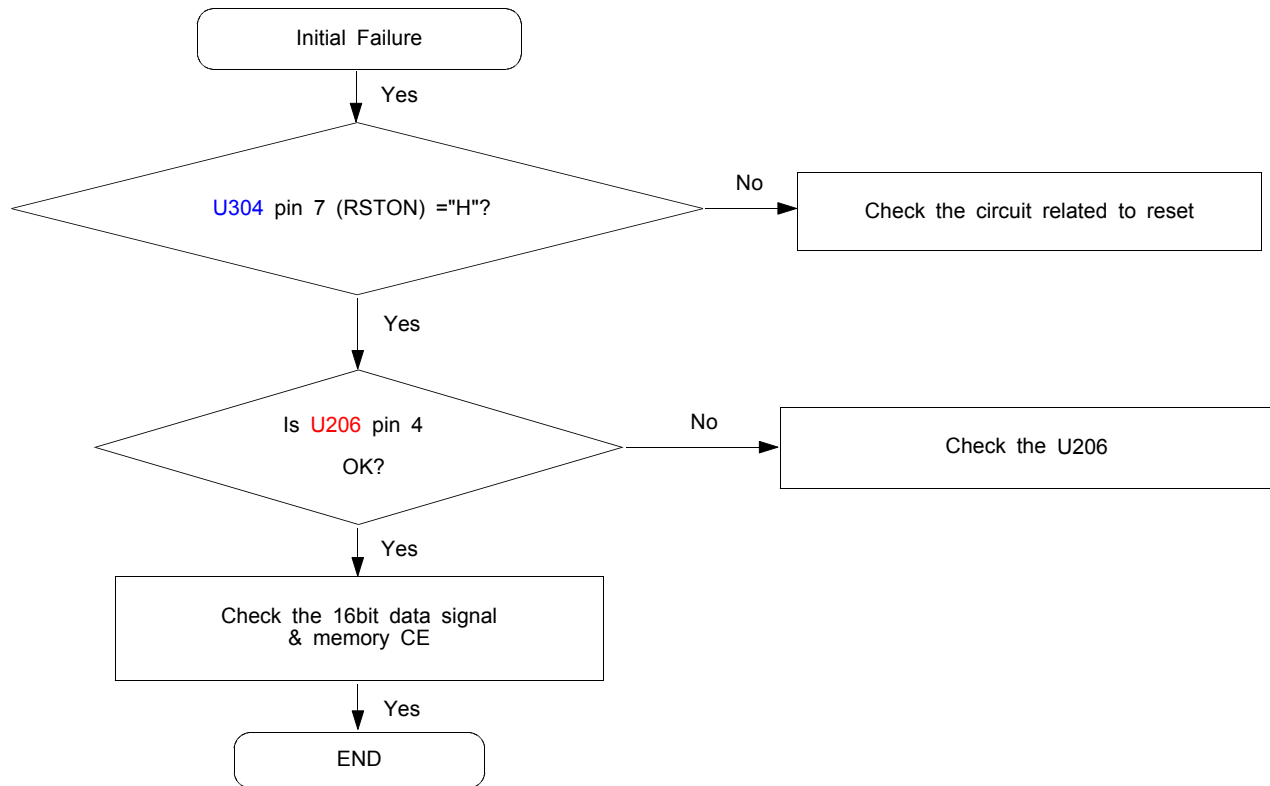 Initial Failure
Yes
U304 pin 7 (RSTON) ="H"?
No
Check the circuit related to reset
Yes
Is U206 pin 4
OK?
No
Check the U206
Yes
Check the 16bit data signal
& memory CE
Yes
END